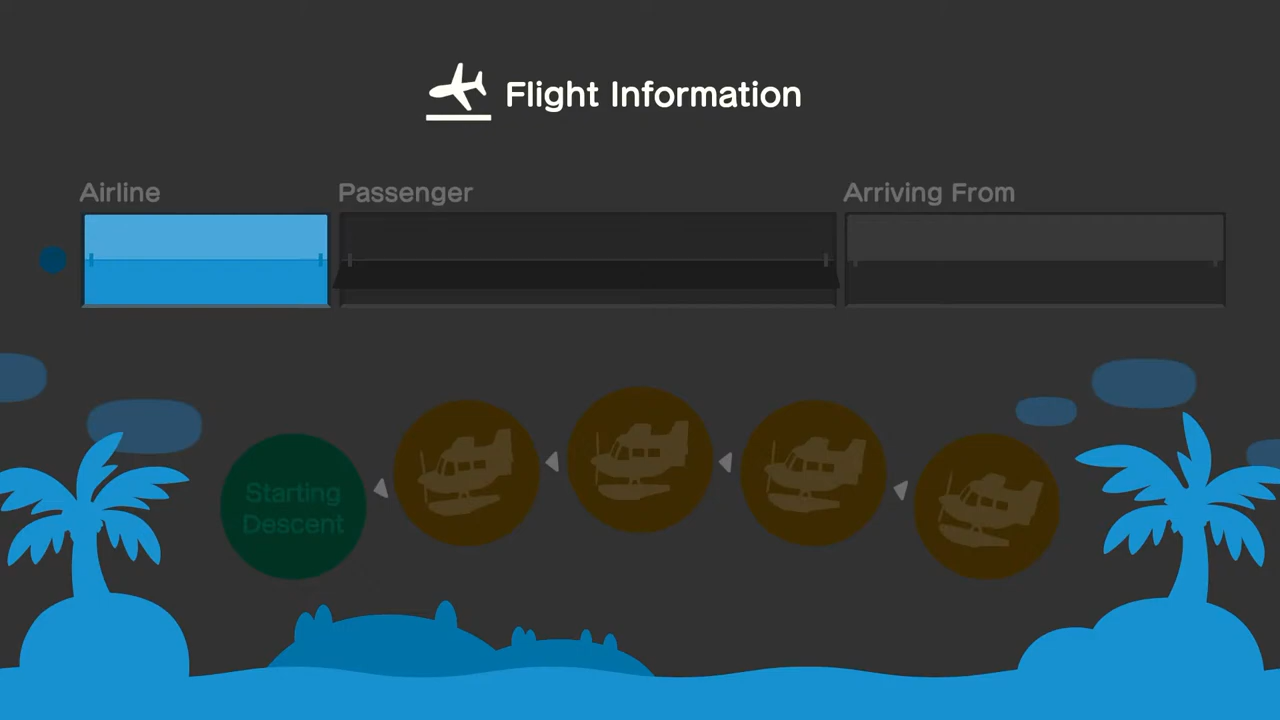 Flight Information
Airline
Passenger
Arriving From
Starting
Descent